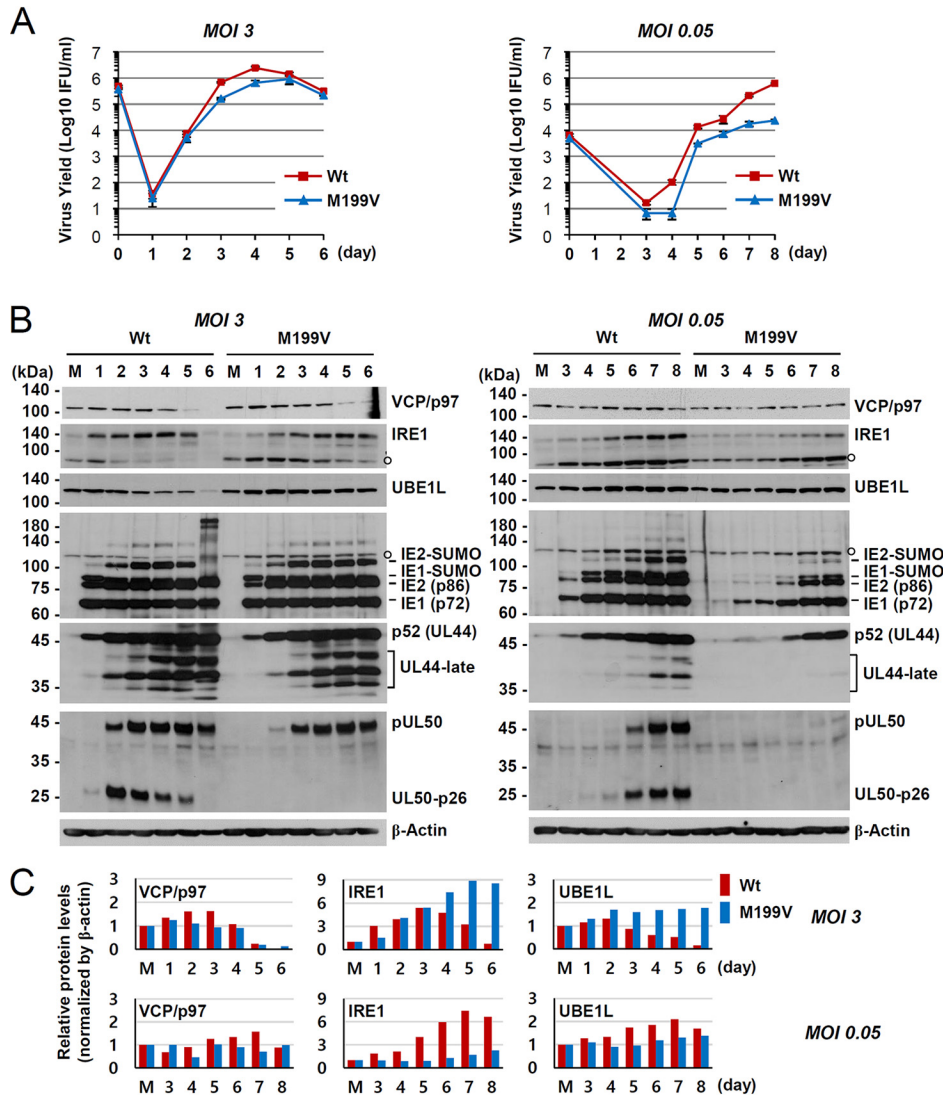 A
MOI 3
MOI 0.05
Virus Yield (Log10 IFU/ml)
7
6
5
4
3
2
1
0
Wt
M199V
0 1 2 3 4 5 6 (day)
Virus Yield (Log10 IFU/ml)
7
6
5
4
3
2
1
0
Wt
M199V
0 1 2 3 4 5 6 7 8 (day)
B
MOI 3
Wt M199V
(kDa) M 1 2 3 4 5 6 M 1 2 3 4 5 6
140
100
VCP/p97
140
100
IRE1
120
100
UBE1L
180
120
100
75
60
IE2-SUMO
IE1-SUMO
IE2 (p86)
IE1 (p72)
45
35
p52 (UL44)
UL44-late
45
35
25
pUL50
UL50-p26
β-Actin
MOI 0.05
Wt M199V
(kDa) M 3 4 5 6 7 8 M 3 4 5 6 7 8
140
100
VCP/p97
140
100
IRE1
120
100
UBE1L
180
120
100
75
60
IE2-SUMO
IE1-SUMO
IE2 (p86)
IE1 (p72)
45
35
p52 (UL44)
UL44-late
45
35
25
pUL50
UL50-p26
β-Actin
C
Relative protein levels
(normalized by β-actin)
3
2
1
0
VCP/p97
M 1 2 3 4 5 6
9
6
3
0
IRE1
M 1 2 3 4 5 6
3
2
1
0
UBE1L
M 1 2 3 4 5 6 (day)
Wt
M199V
MOI 3
3
2
1
0
VCP/p97
M 3 4 5 6 7 8
9
6
3
0
IRE1
M 3 4 5 6 7 8
3
2
1
0
UBE1L
M 3 4 5 6 7 8 (day)
MOI 0.05